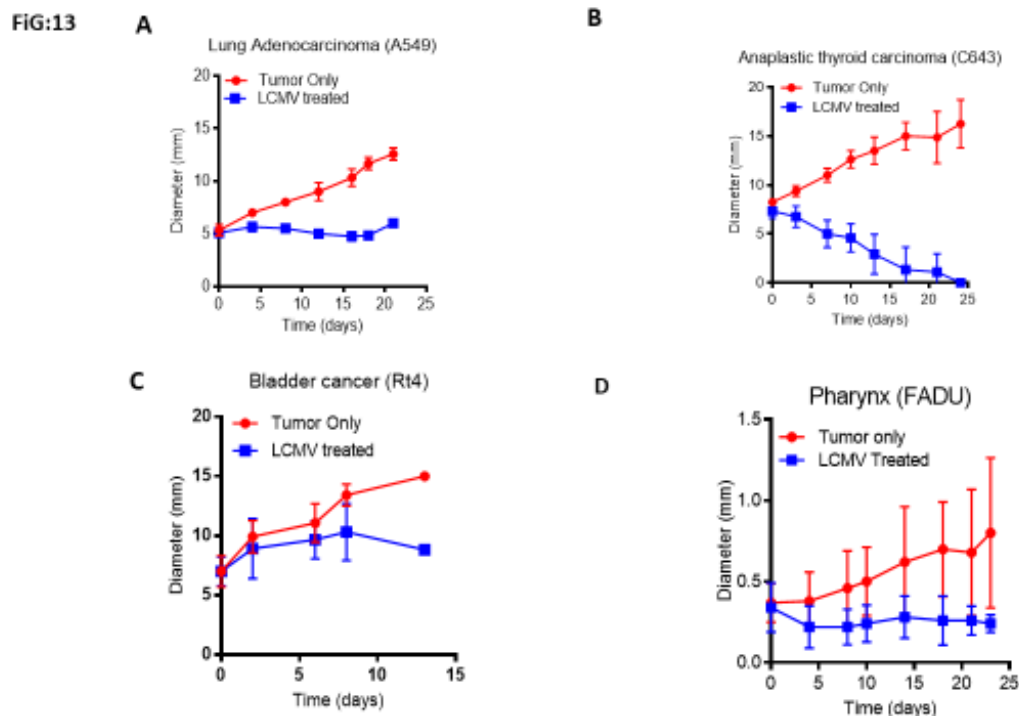 FiG:13
A
Lung Adenocarcinoma (A549)
Tumor Only
LCMV treated
Diameter (mm)
20
15
10
5
0
0 5 10 15 20 25
Time (days)
B
Anaplastic thyroid carcinoma (C643)
Tumor Only
LCMV treated
Diameter (mm)
20
15
10
5
0
0 5 10 15 20 25
Time (days)
C
Bladder cancer (Rt4)
Tumor Only
LCMV treated
Diameter (mm)
20
15
10
5
0
0 5 10 15
Time (days)
D
Pharynx (FADU)
Tumor only
LCMV Treated
Diameter (mm)
1.5
1.0
0.5
0.0
0 5 10 15 20 25
Time (days)